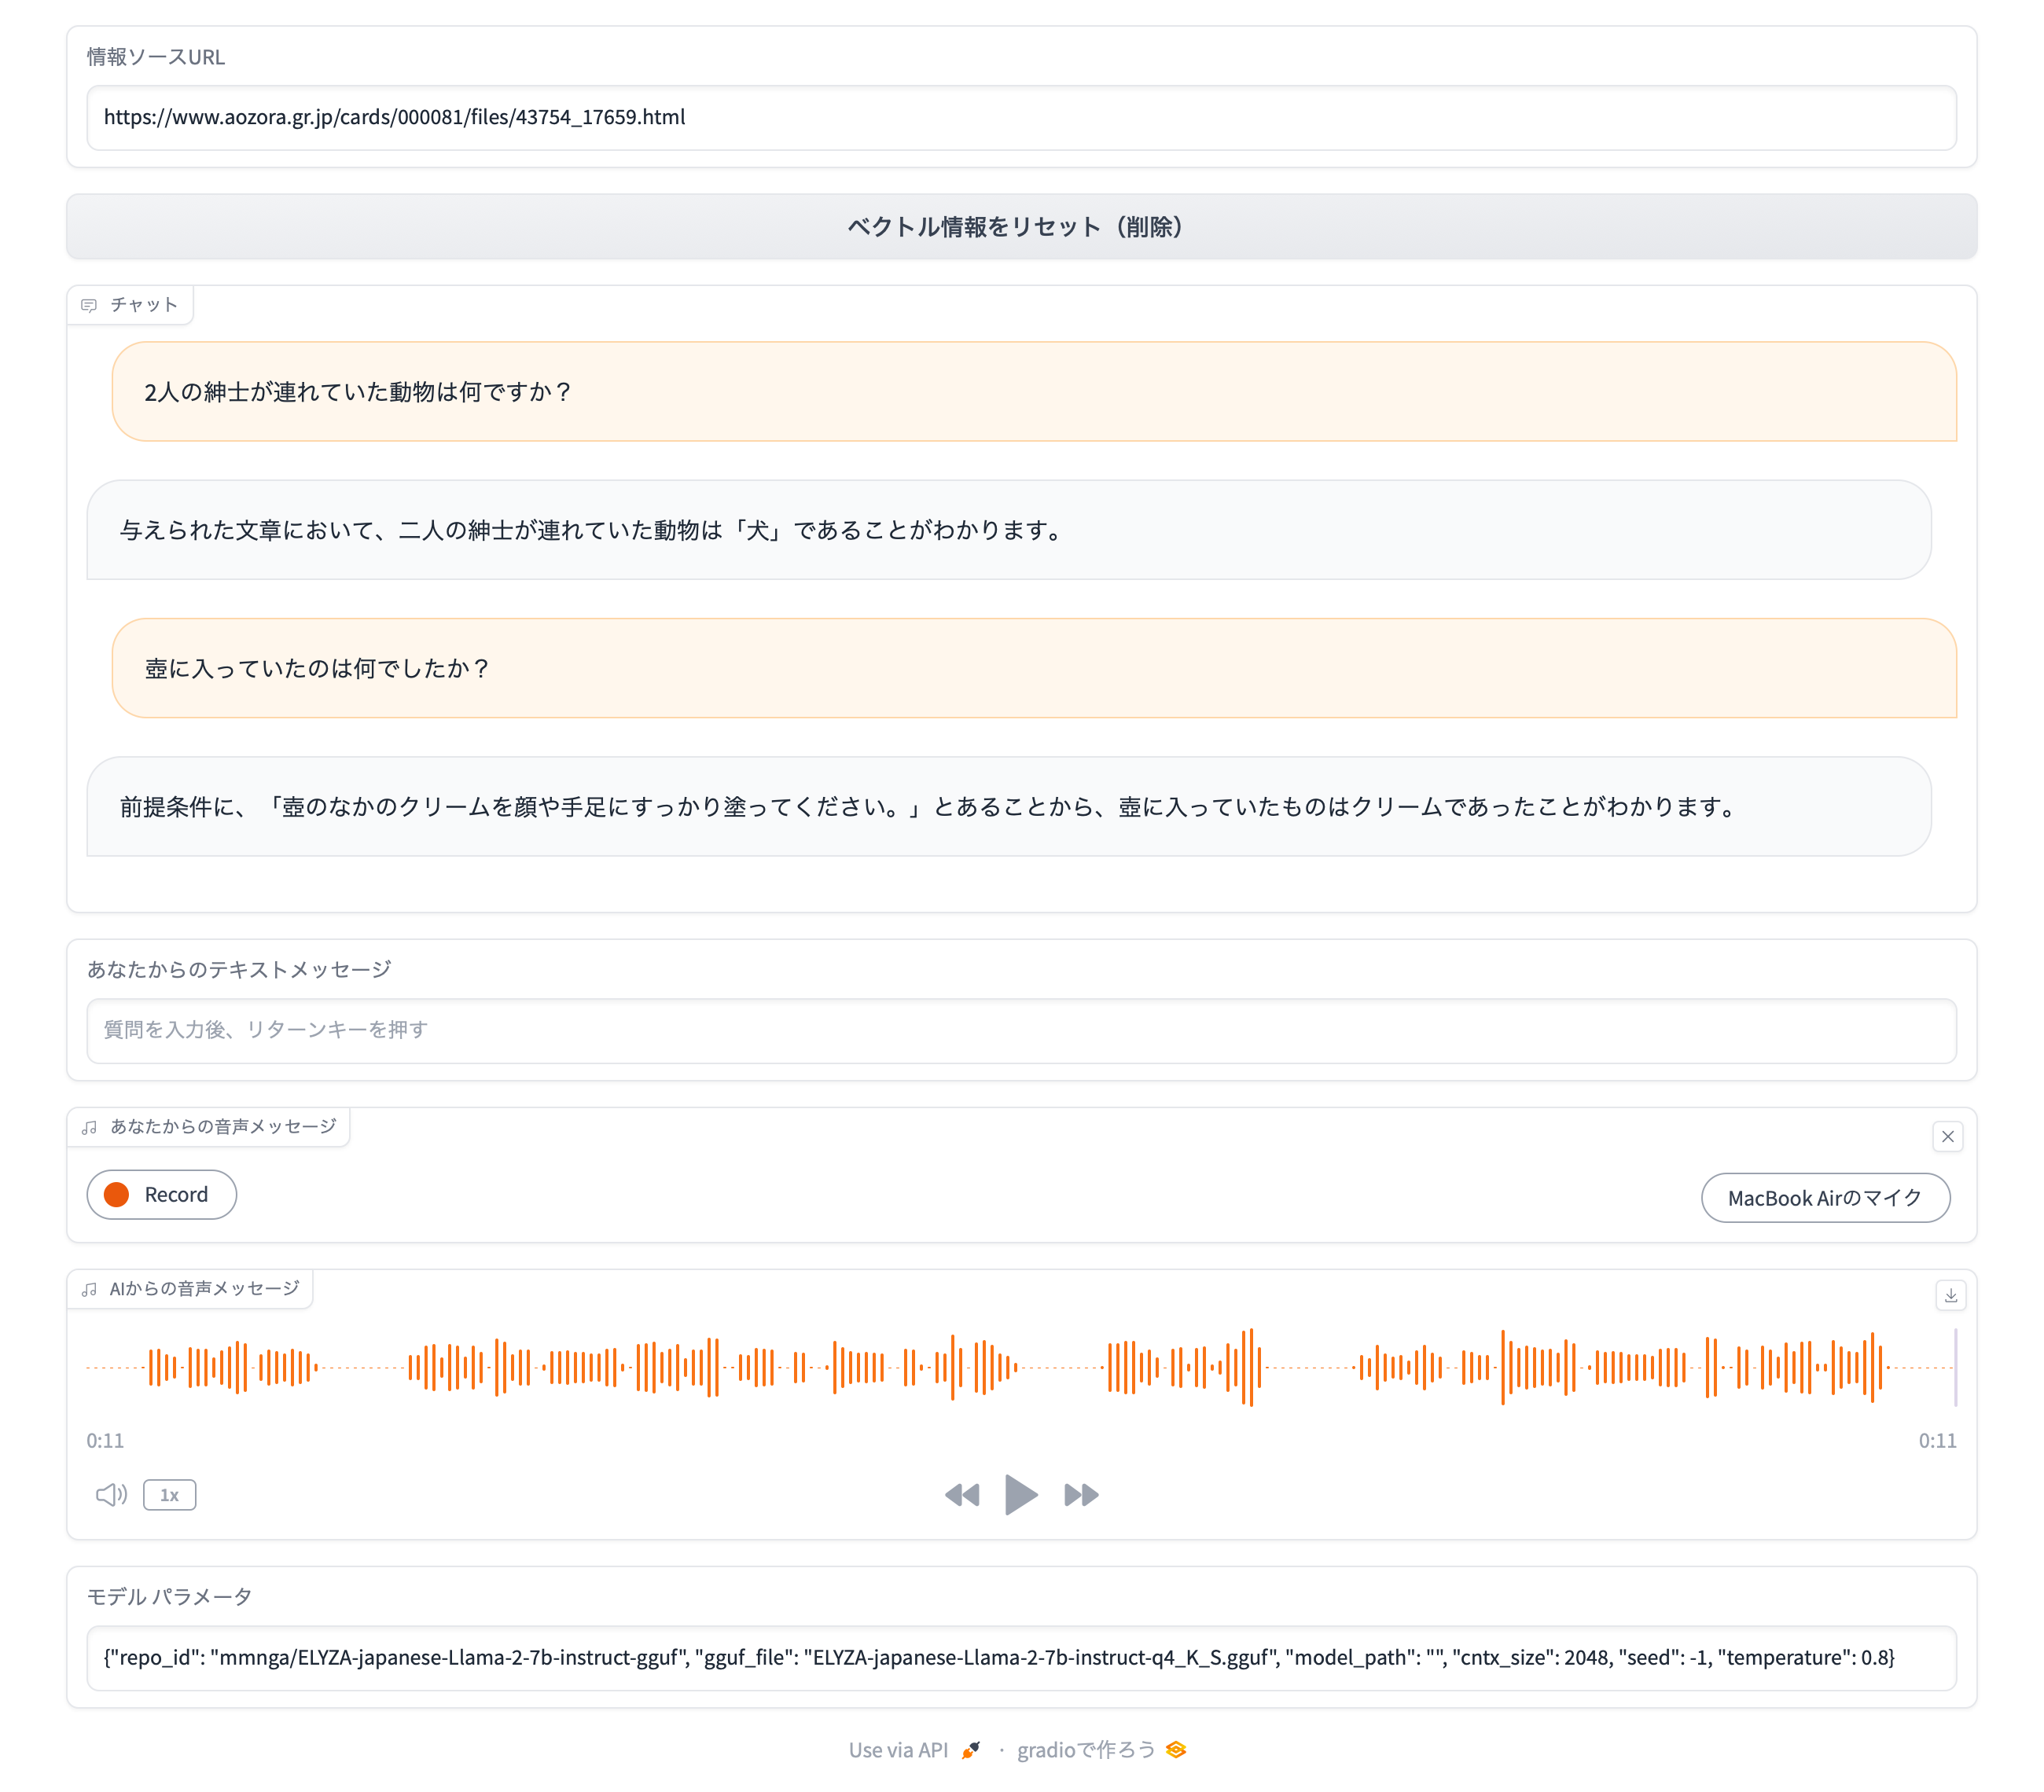 情報ソースURL
https://www.aozora.gr.jp/cards/000081/files/43754_17659.html
ベクトル情報をリセット（削除）
チャット
2人の紳士が連れていた動物は何ですか？
与えられた文章において、二人の紳士が連れていた動物は「犬」であることがわかります。
壺に入っていたのは何でしたか？
前提条件に、「壺のなかのクリームを顔や手足にすっかり塗ってください。」とあることから、壺に入っていたものはクリームであったことがわかります。
あなたからのテキストメッセージ
質問を入力後、リターンキーを押す
あなたからの音声メッセージ
Record
MacBook Airのマイク
AIからの音声メッセージ
0:11
0:11
1x
モデル パラメータ
{"repo_id": "mmnga/ELYZA-japanese-Llama-2-7b-instruct-gguf", "gguf_file": "ELYZA-japanese-Llama-2-7b-instruct-q4_K_S.gguf", "model_path": "", "cntx_size": 2048, "seed": -1, "temperature": 0.8}
Use via API · gradioで作ろう